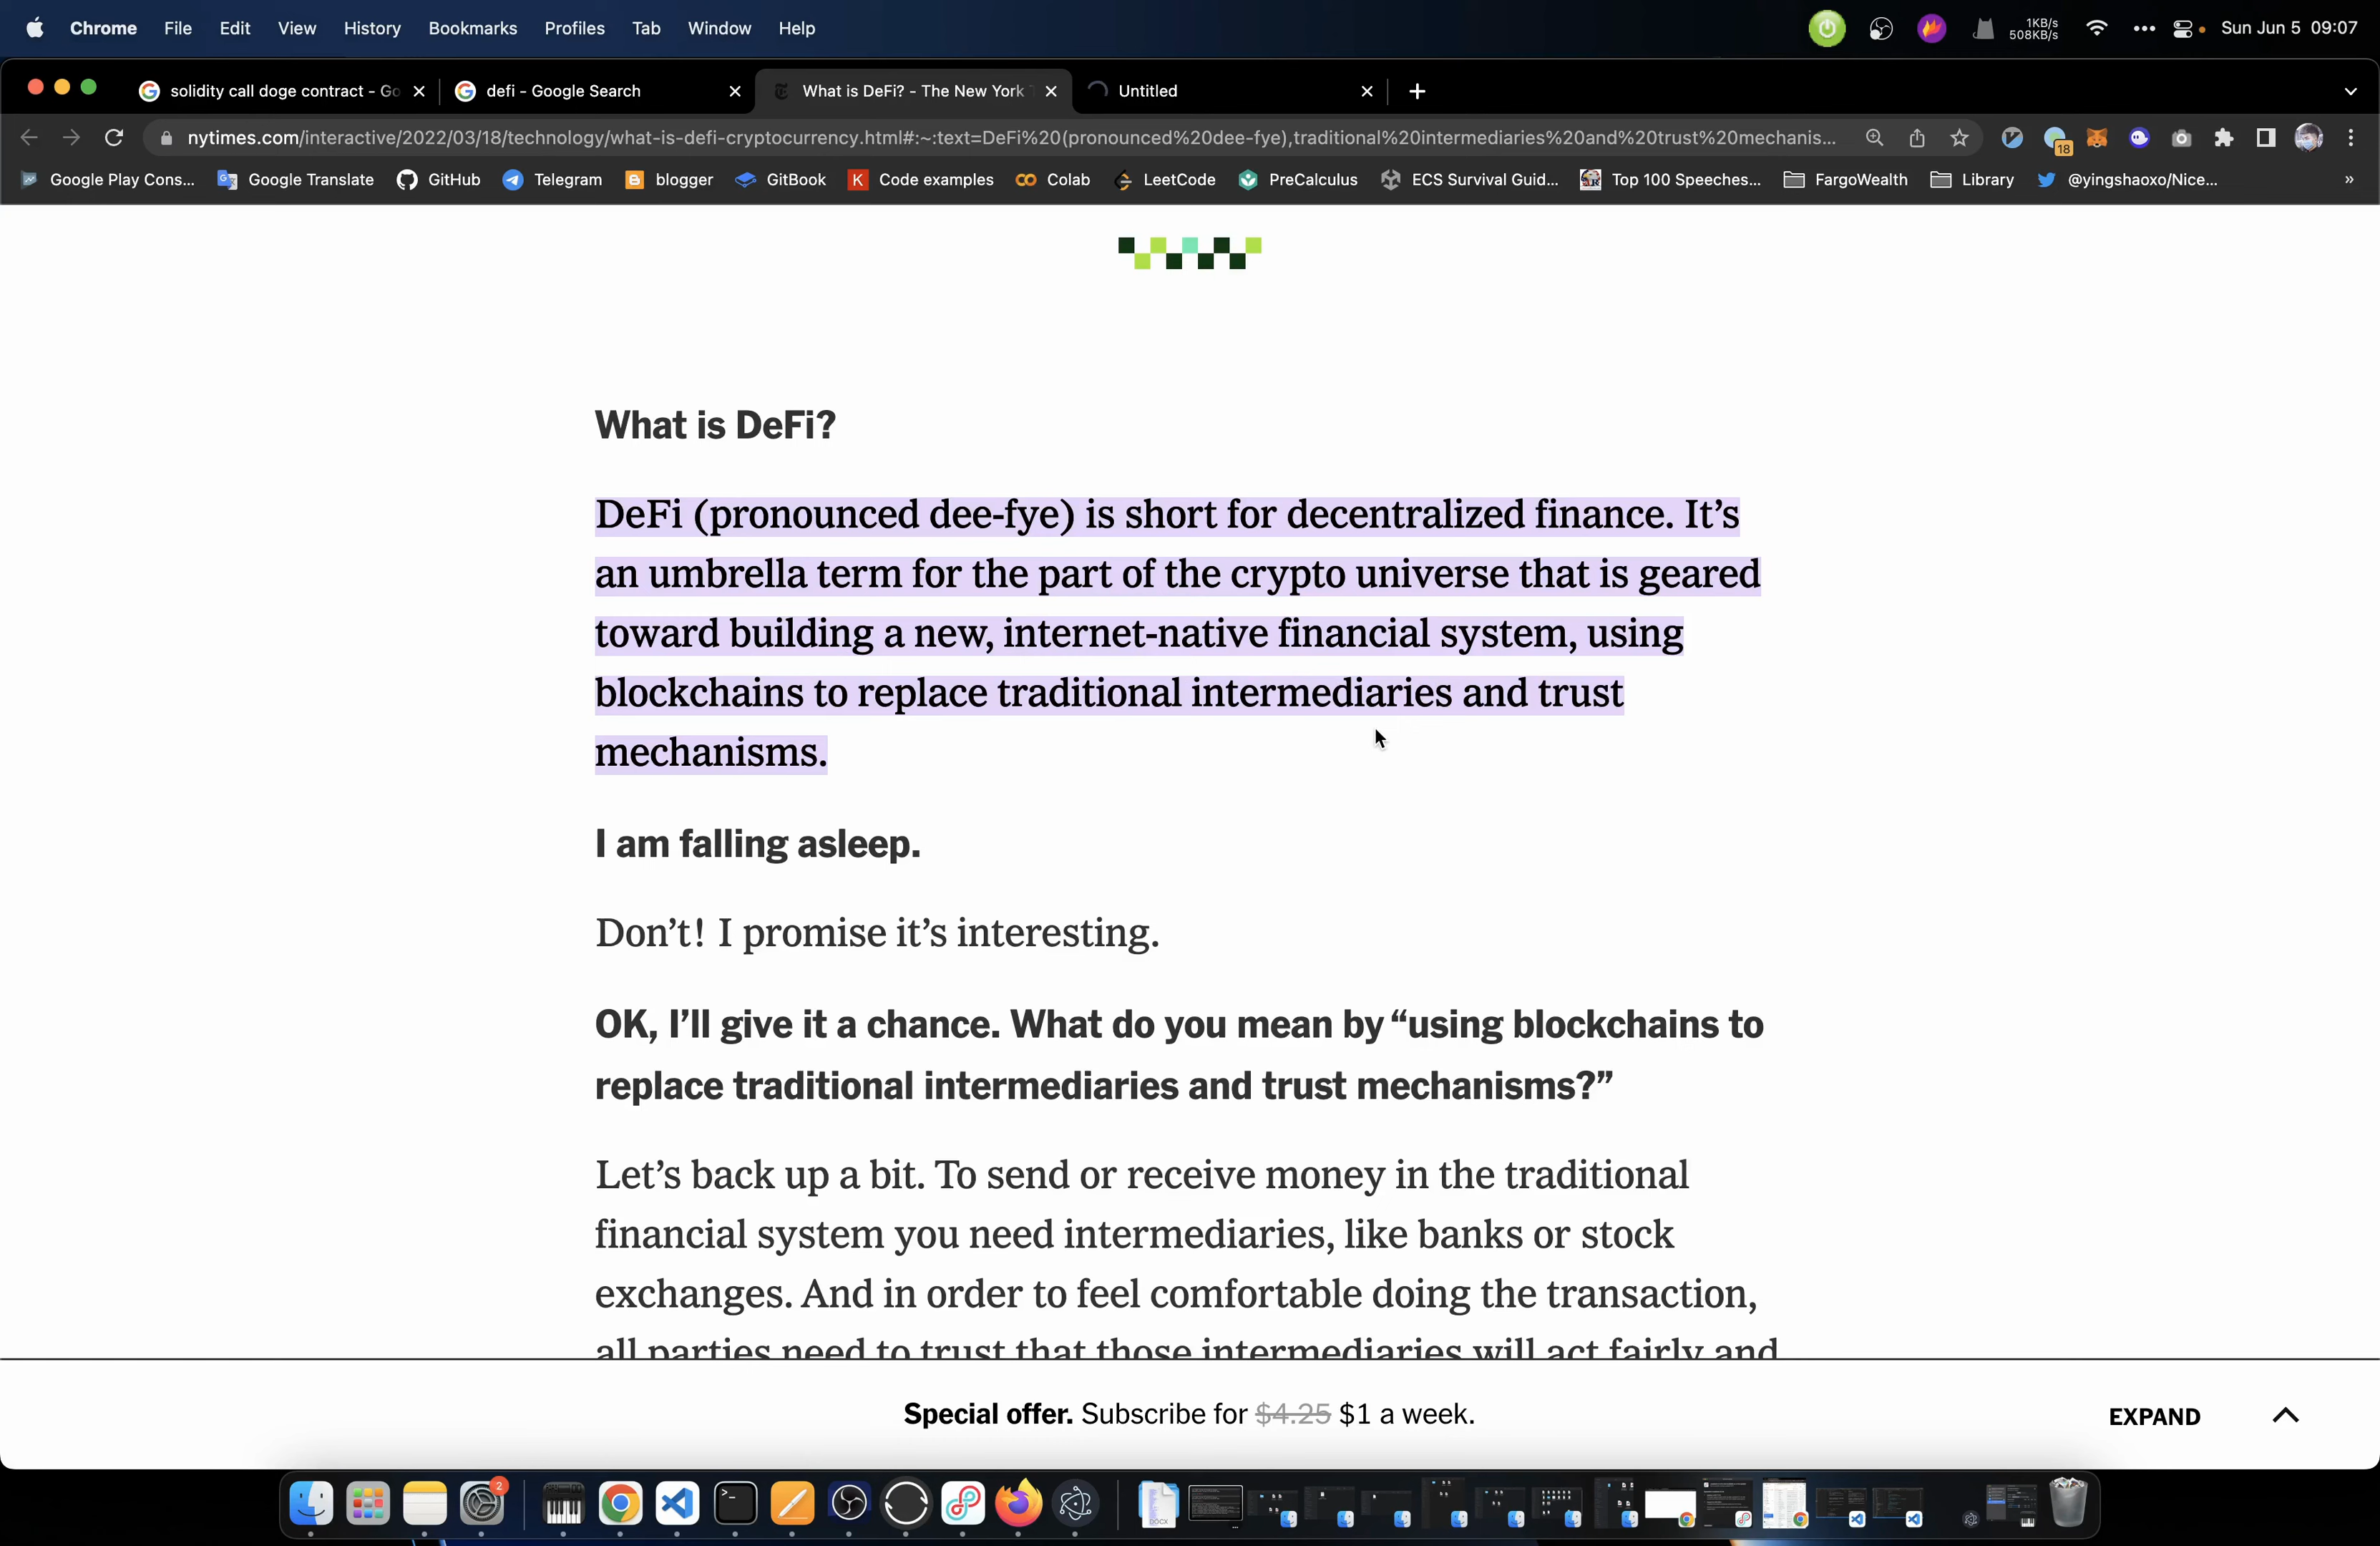 Chrome File Edit View History Bookmarks Profiles Tab Window Help
1KB/s
508KB/s
Sun Jun 5 09:07
solidity call doge contract - Go
defi - Google Search
What is DeFi? - The New York T
Untitled
nytimes.com/interactive/2022/03/18/technology/what-is-defi-cryptocurrency.html#:~:text=DeFi%20(pronounced%20dee-fye),traditional%20intermediaries%20and%20trust%20mechanis...
18
Google Play Cons... Google Translate GitHub Telegram blogger GitBook Code examples Colab LeetCode PreCalculus ECS Survival Guid... Top 100 Speeches... FargoWealth Library @yingshaoxo/Nice... »
What is DeFi?
DeFi (pronounced dee-fye) is short for decentralized finance. It’s
an umbrella term for the part of the crypto universe that is geared
toward building a new, internet-native financial system, using
blockchains to replace traditional intermediaries and trust
mechanisms.
I am falling asleep.
Don’t! I promise it’s interesting.
OK, I’ll give it a chance. What do you mean by “using blockchains to
replace traditional intermediaries and trust mechanisms?”
Let’s back up a bit. To send or receive money in the traditional
financial system you need intermediaries, like banks or stock
exchanges. And in order to feel comfortable doing the transaction,
all parties need to trust that those intermediaries will act fairly and
Special offer. Subscribe for $4.25 $1 a week.
EXPAND
2
DOCX